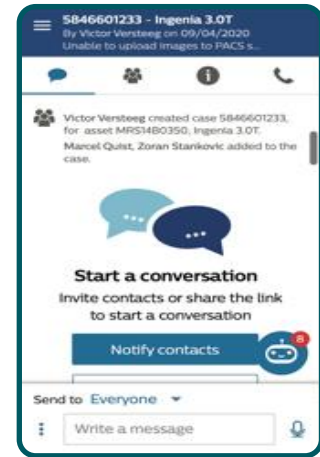 5846601233 - Ingenia 3.0T
By Victor Versteeg on 09/04/2020
Unable to upload images to PACS s...
Victor Versteeg created case 5846601233,
for asset MRS14B0350, Ingenia 3.0T.
Marcel Quist, Zoran Stankovic added to the
case.
Start a conversation
Invite contacts or share the link
to start a conversation
Notify contacts
8
Send to Everyone
Write a message